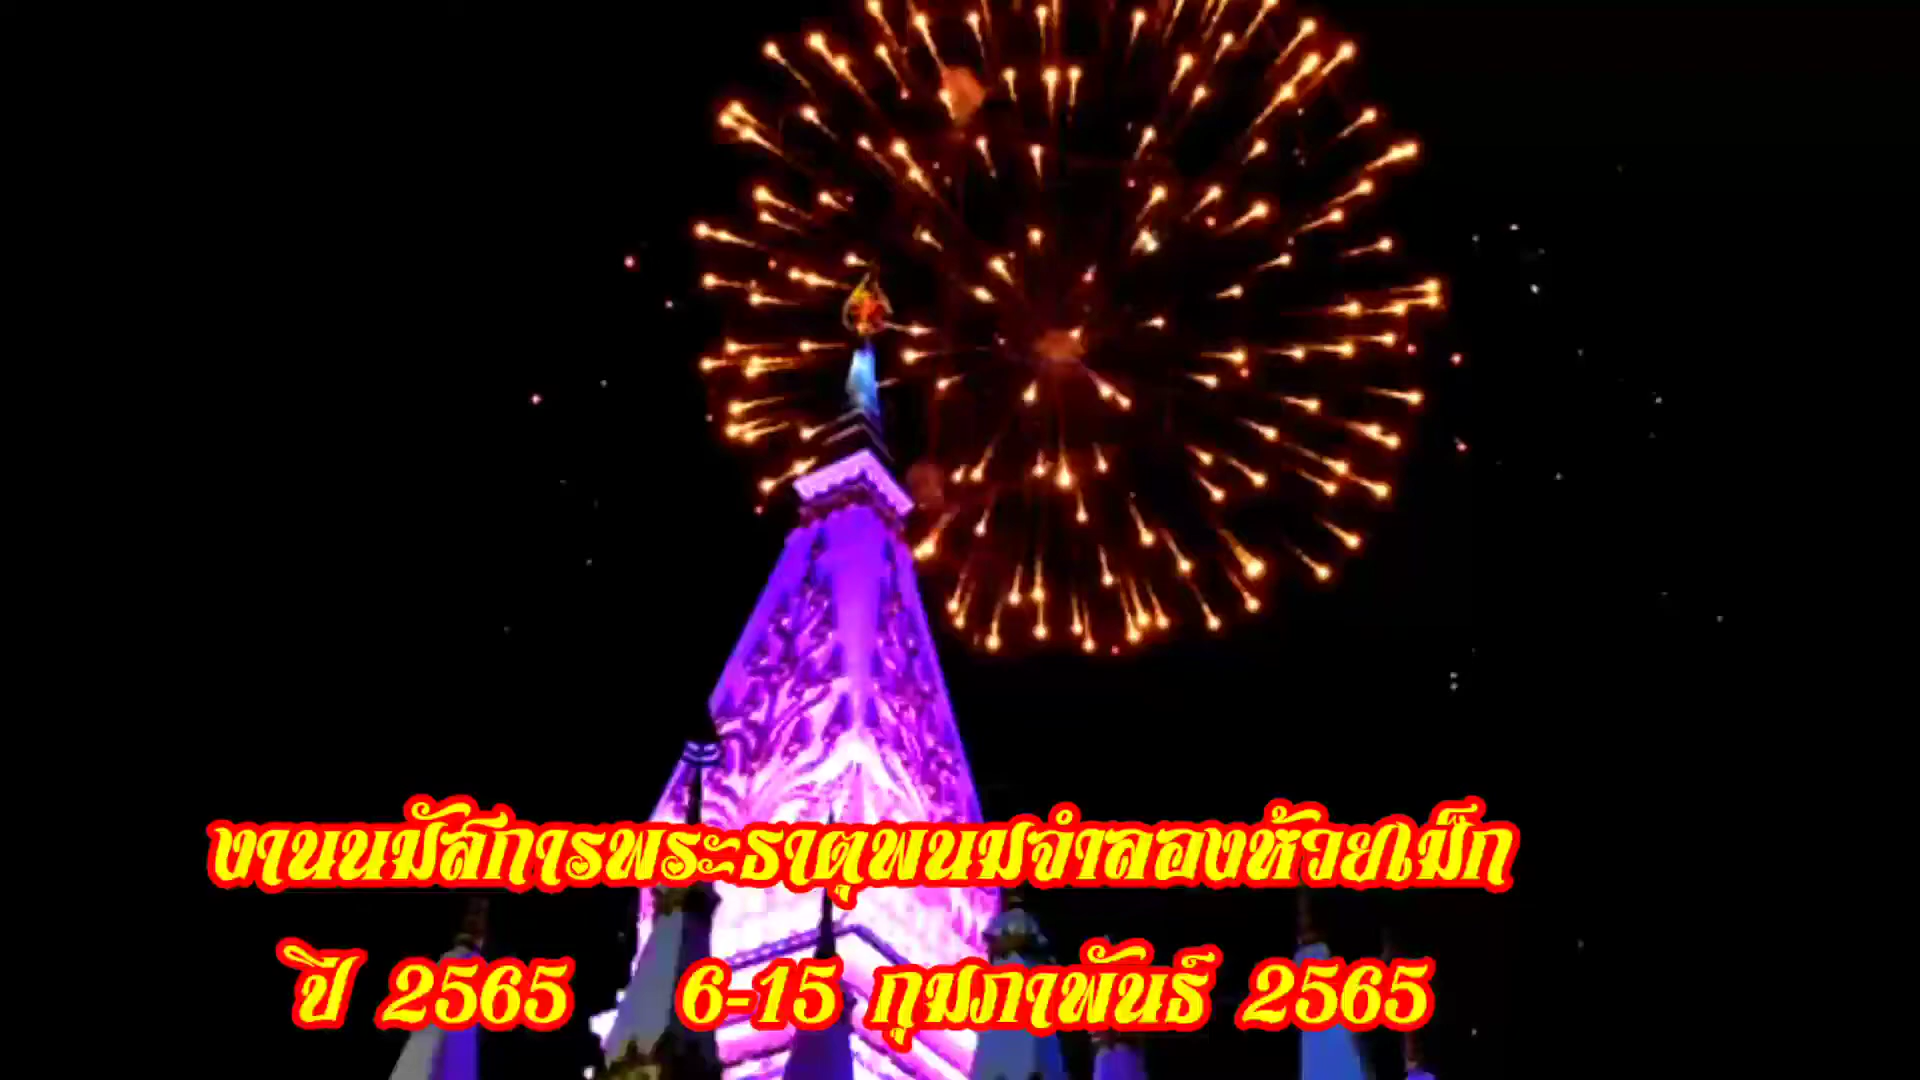 งานนมัสการพระธาตุพนมจำลองห้วยเม็ก
ปี 2565 6-15 กุมภาพันธ์ 2565